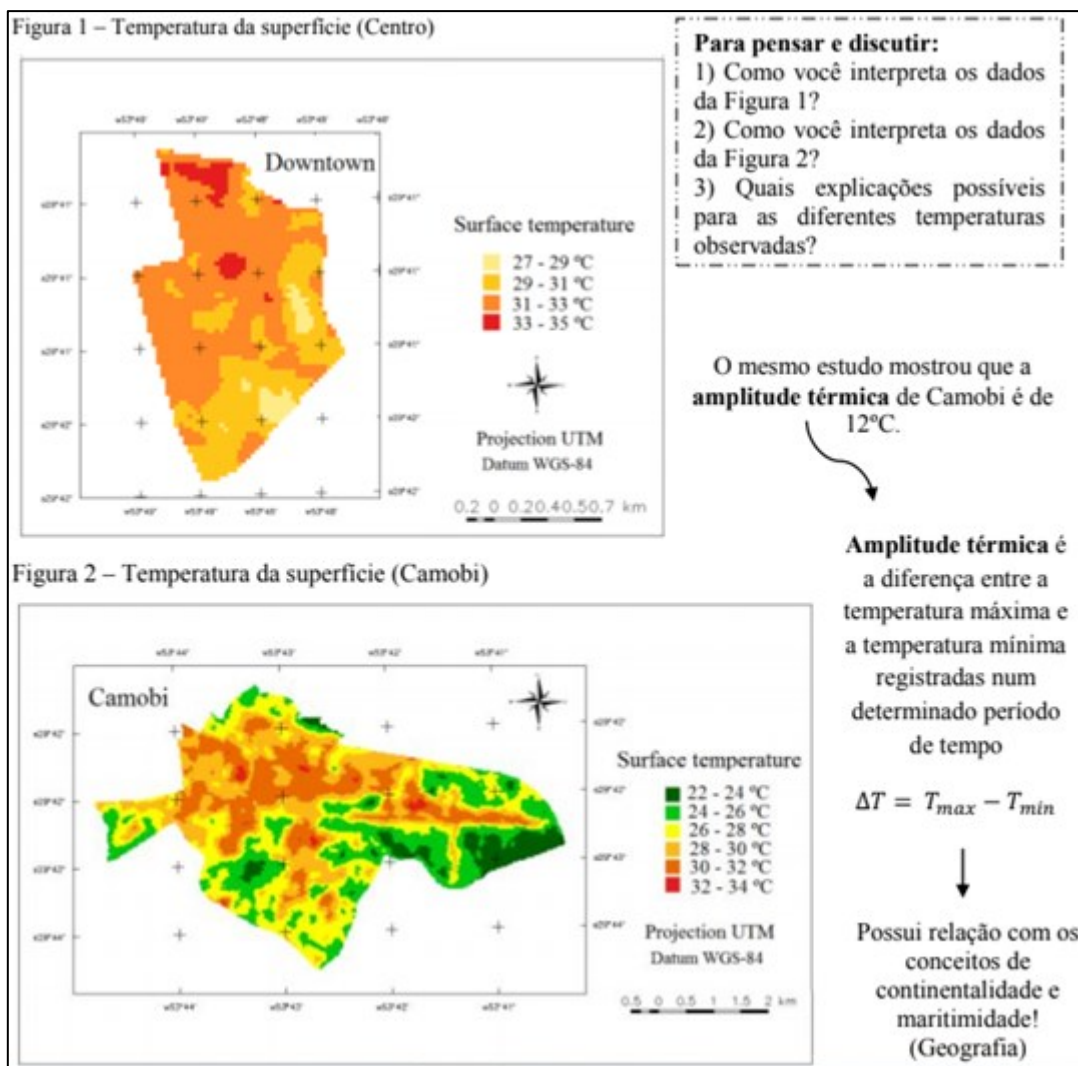 Figura 1 – Temperatura da superfície (Centro)
Downtown
Surface temperature
27 - 29 ºC
29 - 31 ºC
31 - 33 ºC
33 - 35 ºC
Projection UTM
Datum WGS-84
0.2 0 0.20.40.50.7 km
Para pensar e discutir:
1) Como você interpreta os dados
da Figura 1?
2) Como você interpreta os dados
da Figura 2?
3) Quais explicações possíveis
para as diferentes temperaturas
observadas?
O mesmo estudo mostrou que a
amplitude térmica de Camobi é de
12ºC.
Amplitude térmica é
a diferença entre a
temperatura máxima e
a temperatura mínima
registradas num
determinado período
de tempo
ΔT = Tmax − Tmin
Possui relação com os
conceitos de
continentalidade e
maritimidade!
(Geografia)
Figura 2 – Temperatura da superfície (Camobi)
Camobi
Surface temperature
22 - 24 ºC
24 - 26 ºC
26 - 28 ºC
28 - 30 ºC
30 - 32 ºC
32 - 34 ºC
Projection UTM
Datum WGS-84
0.5 0 0.5 1 1.5 2 km